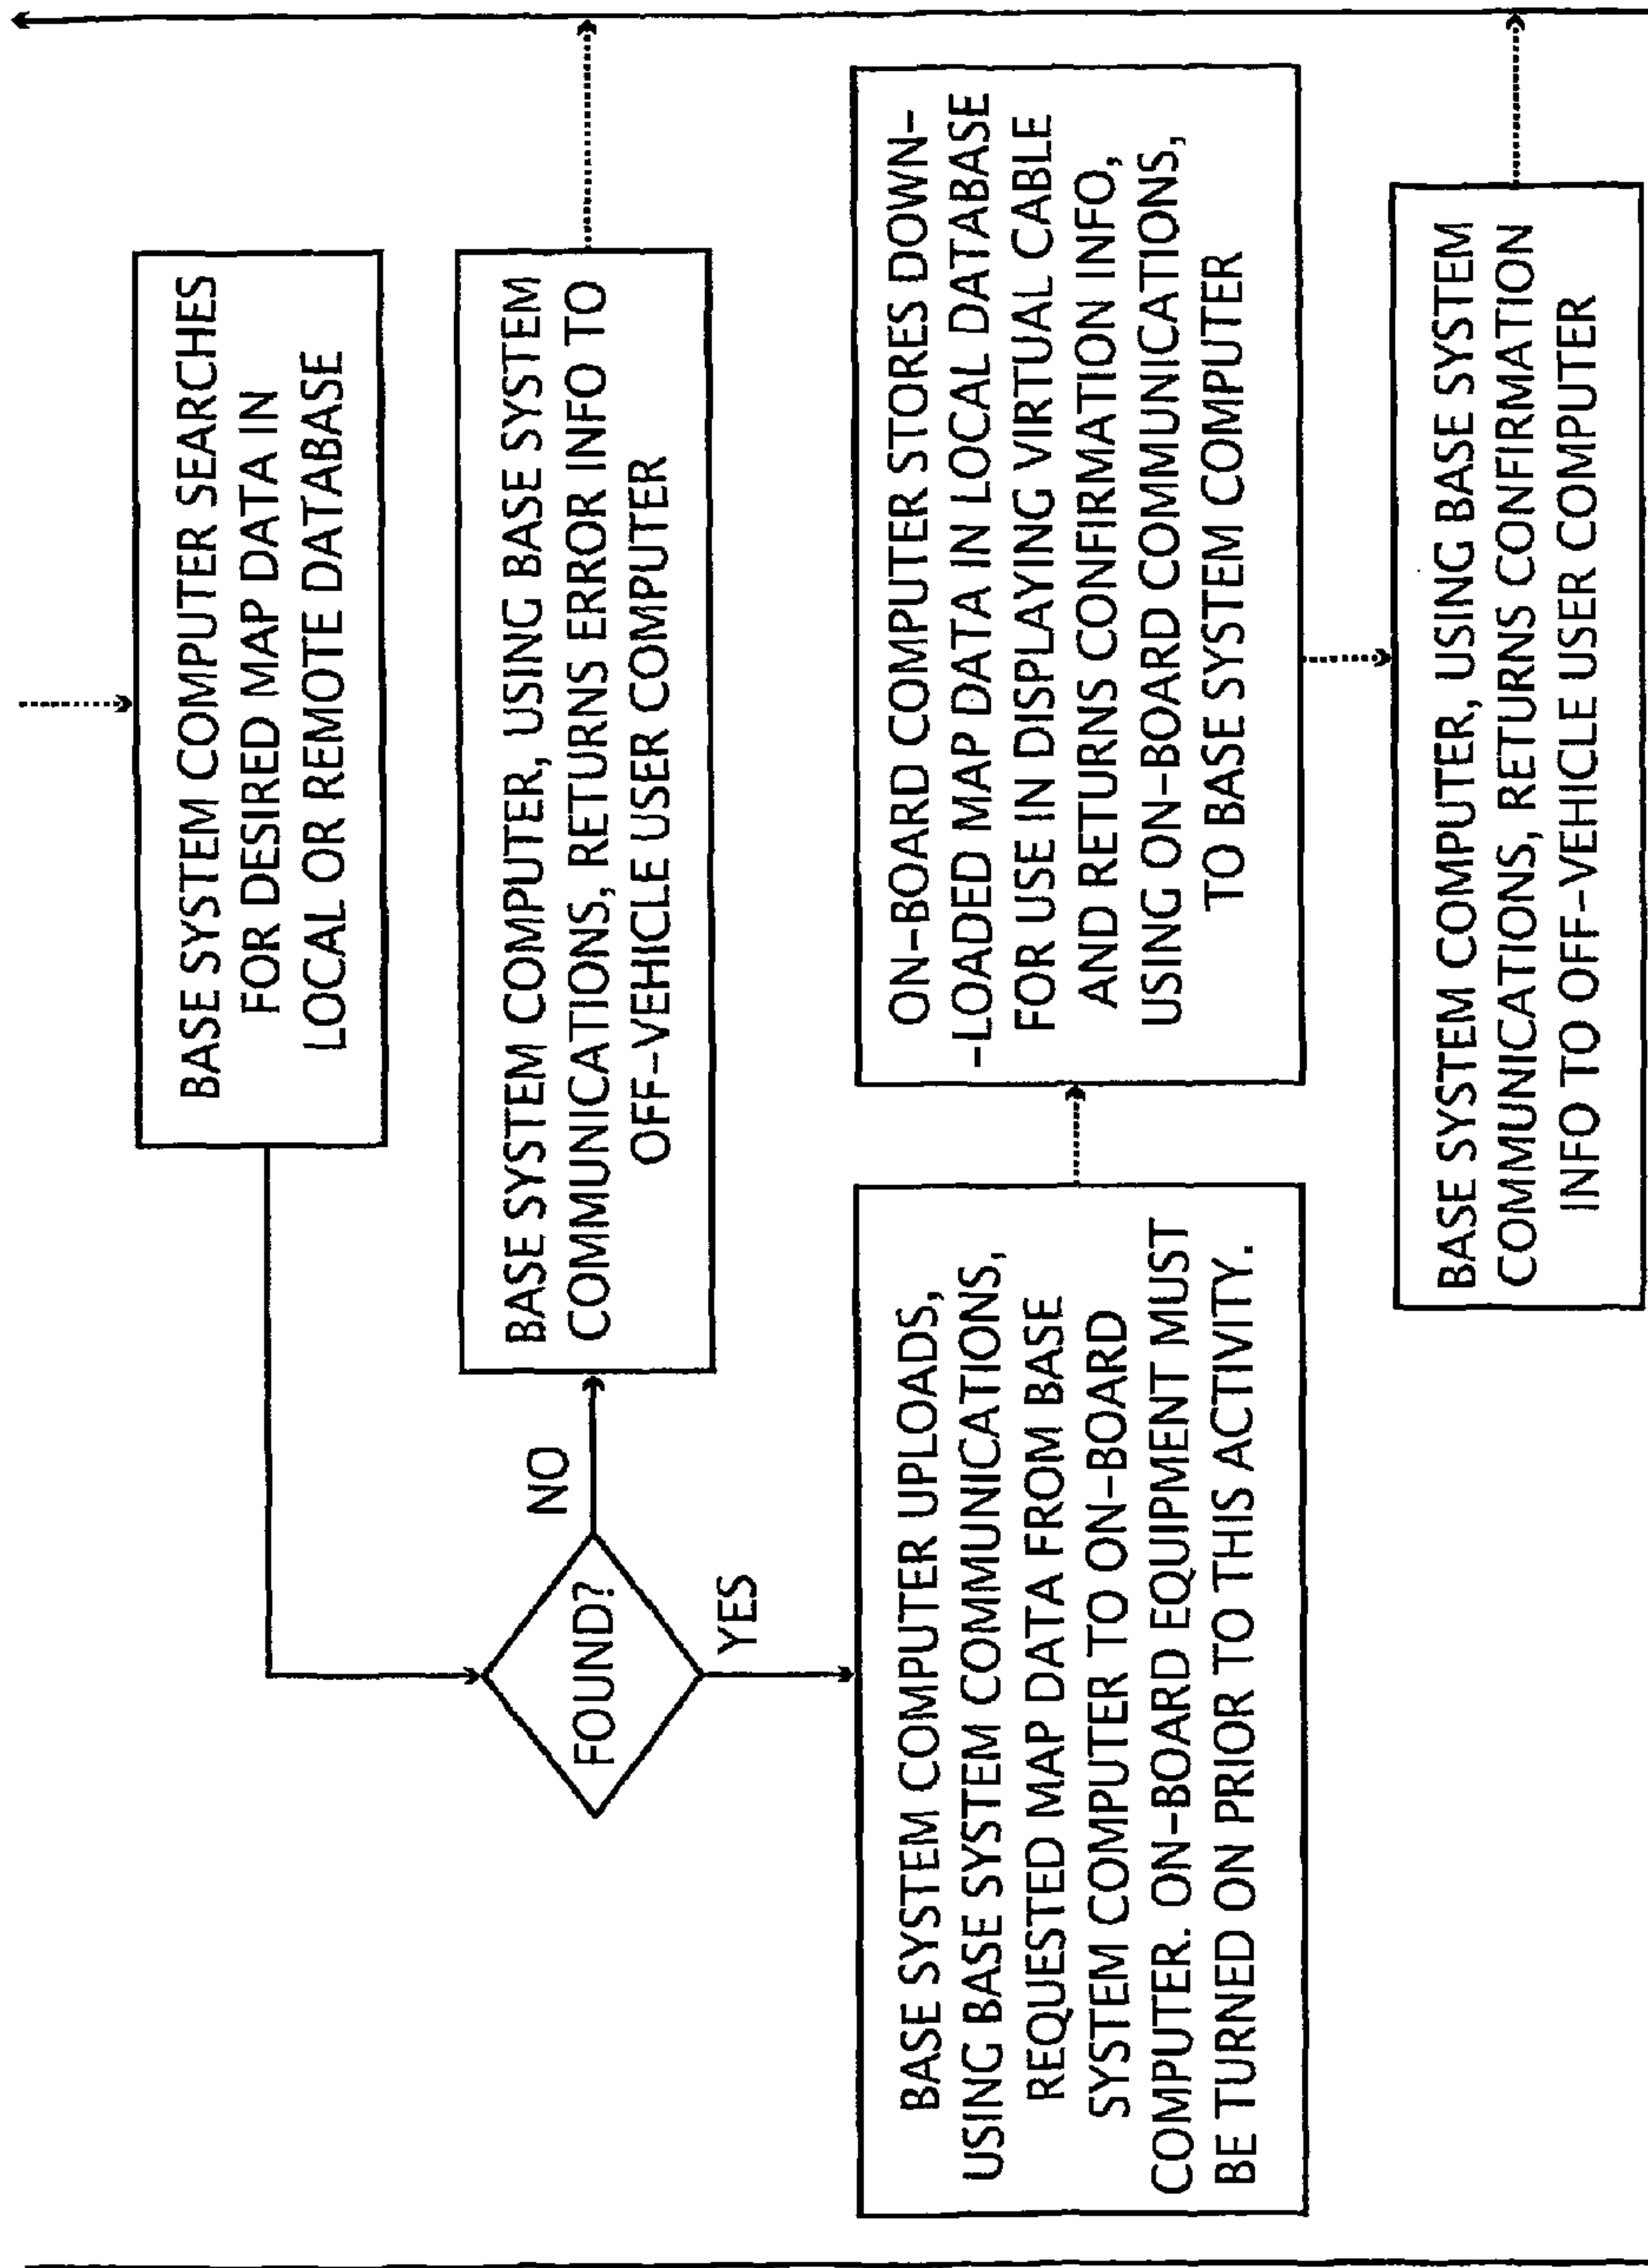 BASE SYSTEM COMPUTER SEARCHES
FOR DESIRED MAP DATA IN
LOCAL OR REMOTE DATABASE
FOUND?
NO
YES
BASE SYSTEM COMPUTER, USING BASE SYSTEM
COMMUNICATIONS, RETURNS ERROR INFO TO
OFF-VEHICLE USER COMPUTER
BASE SYSTEM COMPUTER UPLOADS,
USING BASE SYSTEM COMMUNICATIONS,
REQUESTED MAP DATA FROM BASE
SYSTEM COMPUTER TO ON-BOARD
COMPUTER. ON-BOARD EQUIPMENT MUST
BE TURNED ON PRIOR TO THIS ACTIVITY.
ON-BOARD COMPUTER STORES DOWN-
-LOADED MAP DATA IN LOCAL DATABASE
FOR USE IN DISPLAYING VIRTUAL CABLE
AND RETURNS CONFIRMATION INFO,
USING ON-BOARD COMMUNICATIONS,
TO BASE SYSTEM COMPUTER
BASE SYSTEM COMPUTER, USING BASE SYSTEM
COMMUNICATIONS, RETURNS CONFIRMATION
INFO TO OFF-VEHICLE USER COMPUTER